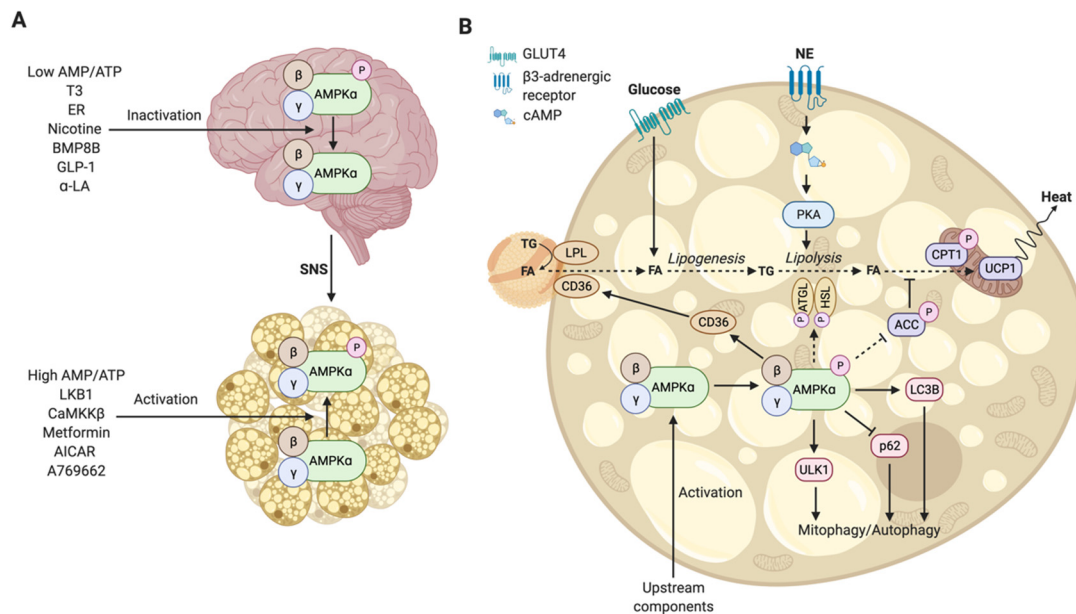 A
Low AMP/ATP
T3
ER
Nicotine
BMP8B
GLP-1
α-LA
Inactivation
β
P
γ
AMPKα
β
γ
AMPKα
SNS
High AMP/ATP
LKB1
CaMKKβ
Metformin
AICAR
A769662
Activation
β
P
γ
AMPKα
β
γ
AMPKα
B
GLUT4
β3-adrenergic
receptor
cAMP
Glucose
NE
PKA
Heat
TG
LPL
FA
CD36
FA
Lipogenesis
TG
Lipolysis
FA
CPT1
P
UCP1
ATGL
HSL
P
P
ACC
P
CD36
β
γ
AMPKα
β
P
γ
AMPKα
LC3B
p62
ULK1
Activation
Mitophagy/Autophagy
Upstream
components